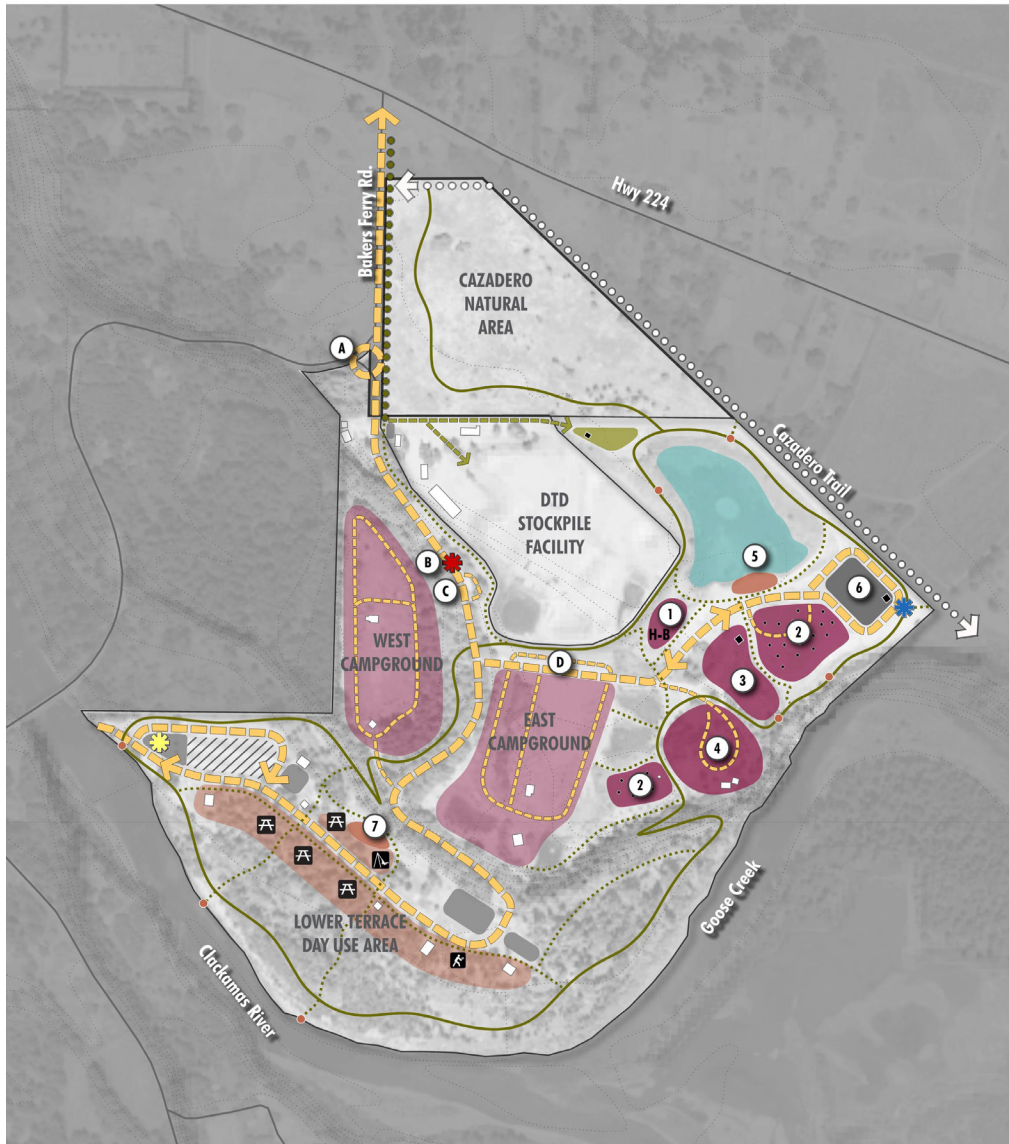 Hwy 224
Bakers Ferry Rd.
CAZADERO
NATURAL
AREA
A
Cazadero Trail
DTD
STOCKPILE
FACILITY
B
C
5
6
1
H-B
2
WEST
CAMPGROUND
D
3
EAST
CAMPGROUND
4
2
7
LOWER TERRACE
DAY USE AREA
Goose Creek
Clackamas River